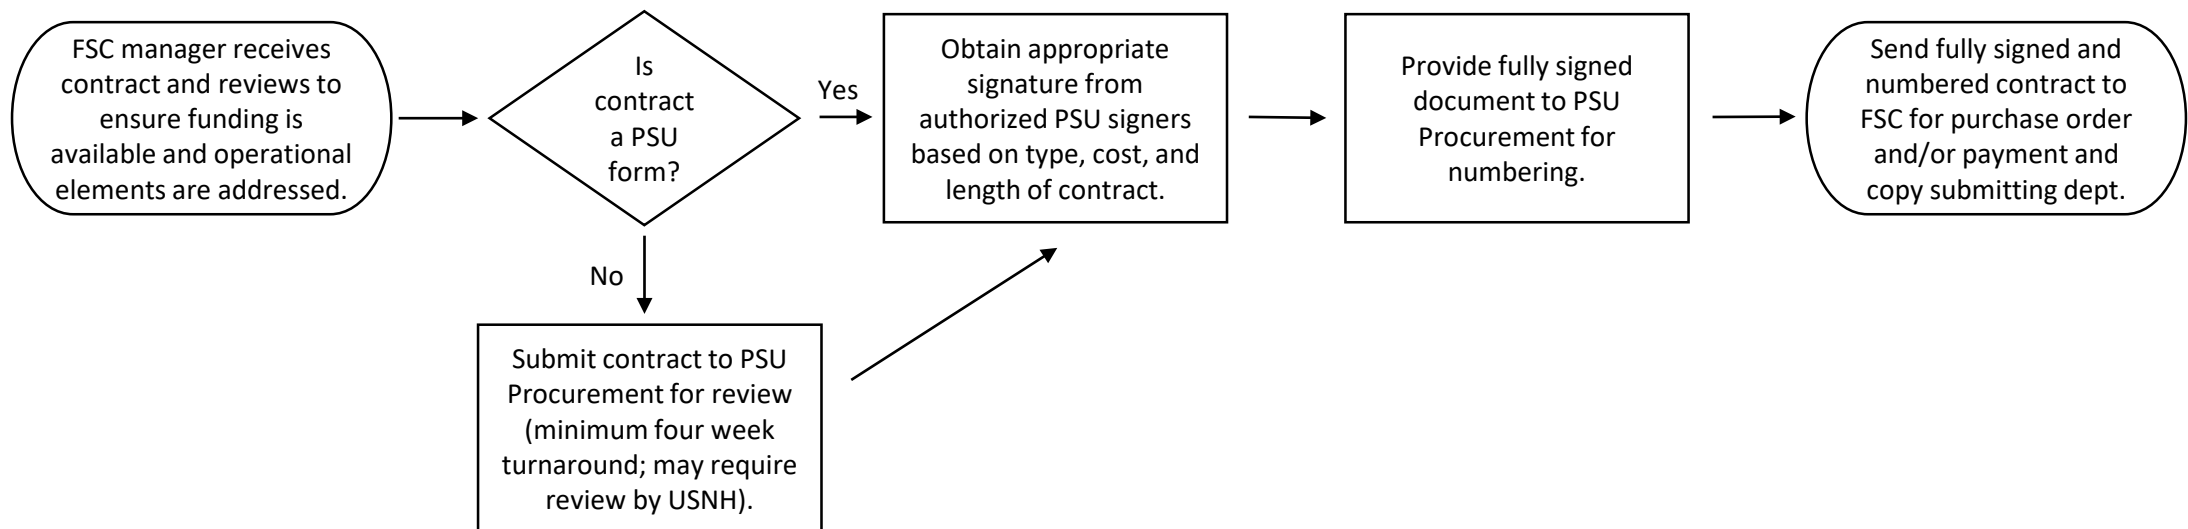 FSC manager receives
contract and reviews to
ensure funding is
available and operational
elements are addressed.
Is
contract
a PSU
form?
Yes
Obtain appropriate
signature from
authorized PSU signers
based on type, cost, and
length of contract.
Provide fully signed
document to PSU
Procurement for
numbering.
Send fully signed and
numbered contract to
FSC for purchase order
and/or payment and
copy submitting dept.
No
Submit contract to PSU
Procurement for review
(minimum four week
turnaround; may require
review by USNH).